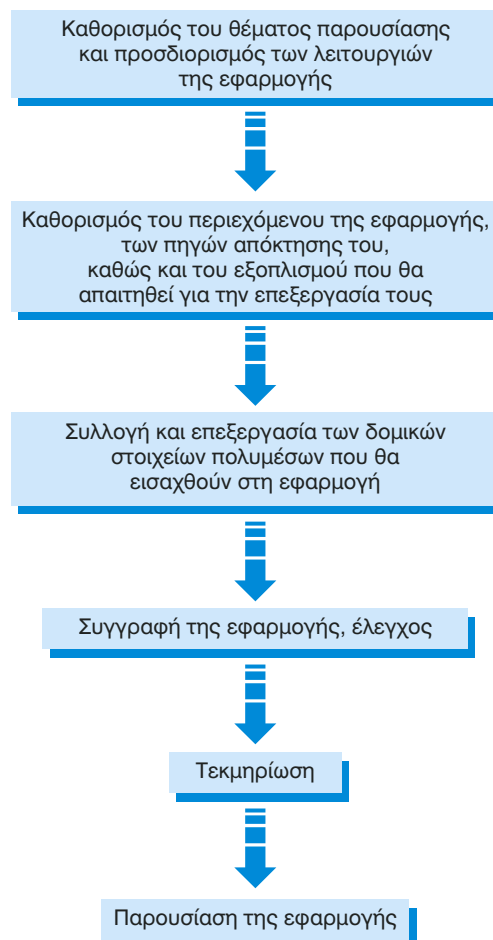 Καθορισμός του θέματος παρουσίασης
και προσδιορισμός των λειτουργιών
της εφαρμογής
Καθορισμός του περιεχόμενου της εφαρμογής,
των πηγών απόκτησης του,
καθώς και του εξοπλισμού που θα
απαιτηθεί για την επεξεργασία τους
Συλλογή και επεξεργασία των δομικών
στοιχείων πολυμέσων που θα
εισαχθούν στη εφαρμογή
Συγγραφή της εφαρμογής, έλεγχος
Τεκμηρίωση
Παρουσίαση της εφαρμογής